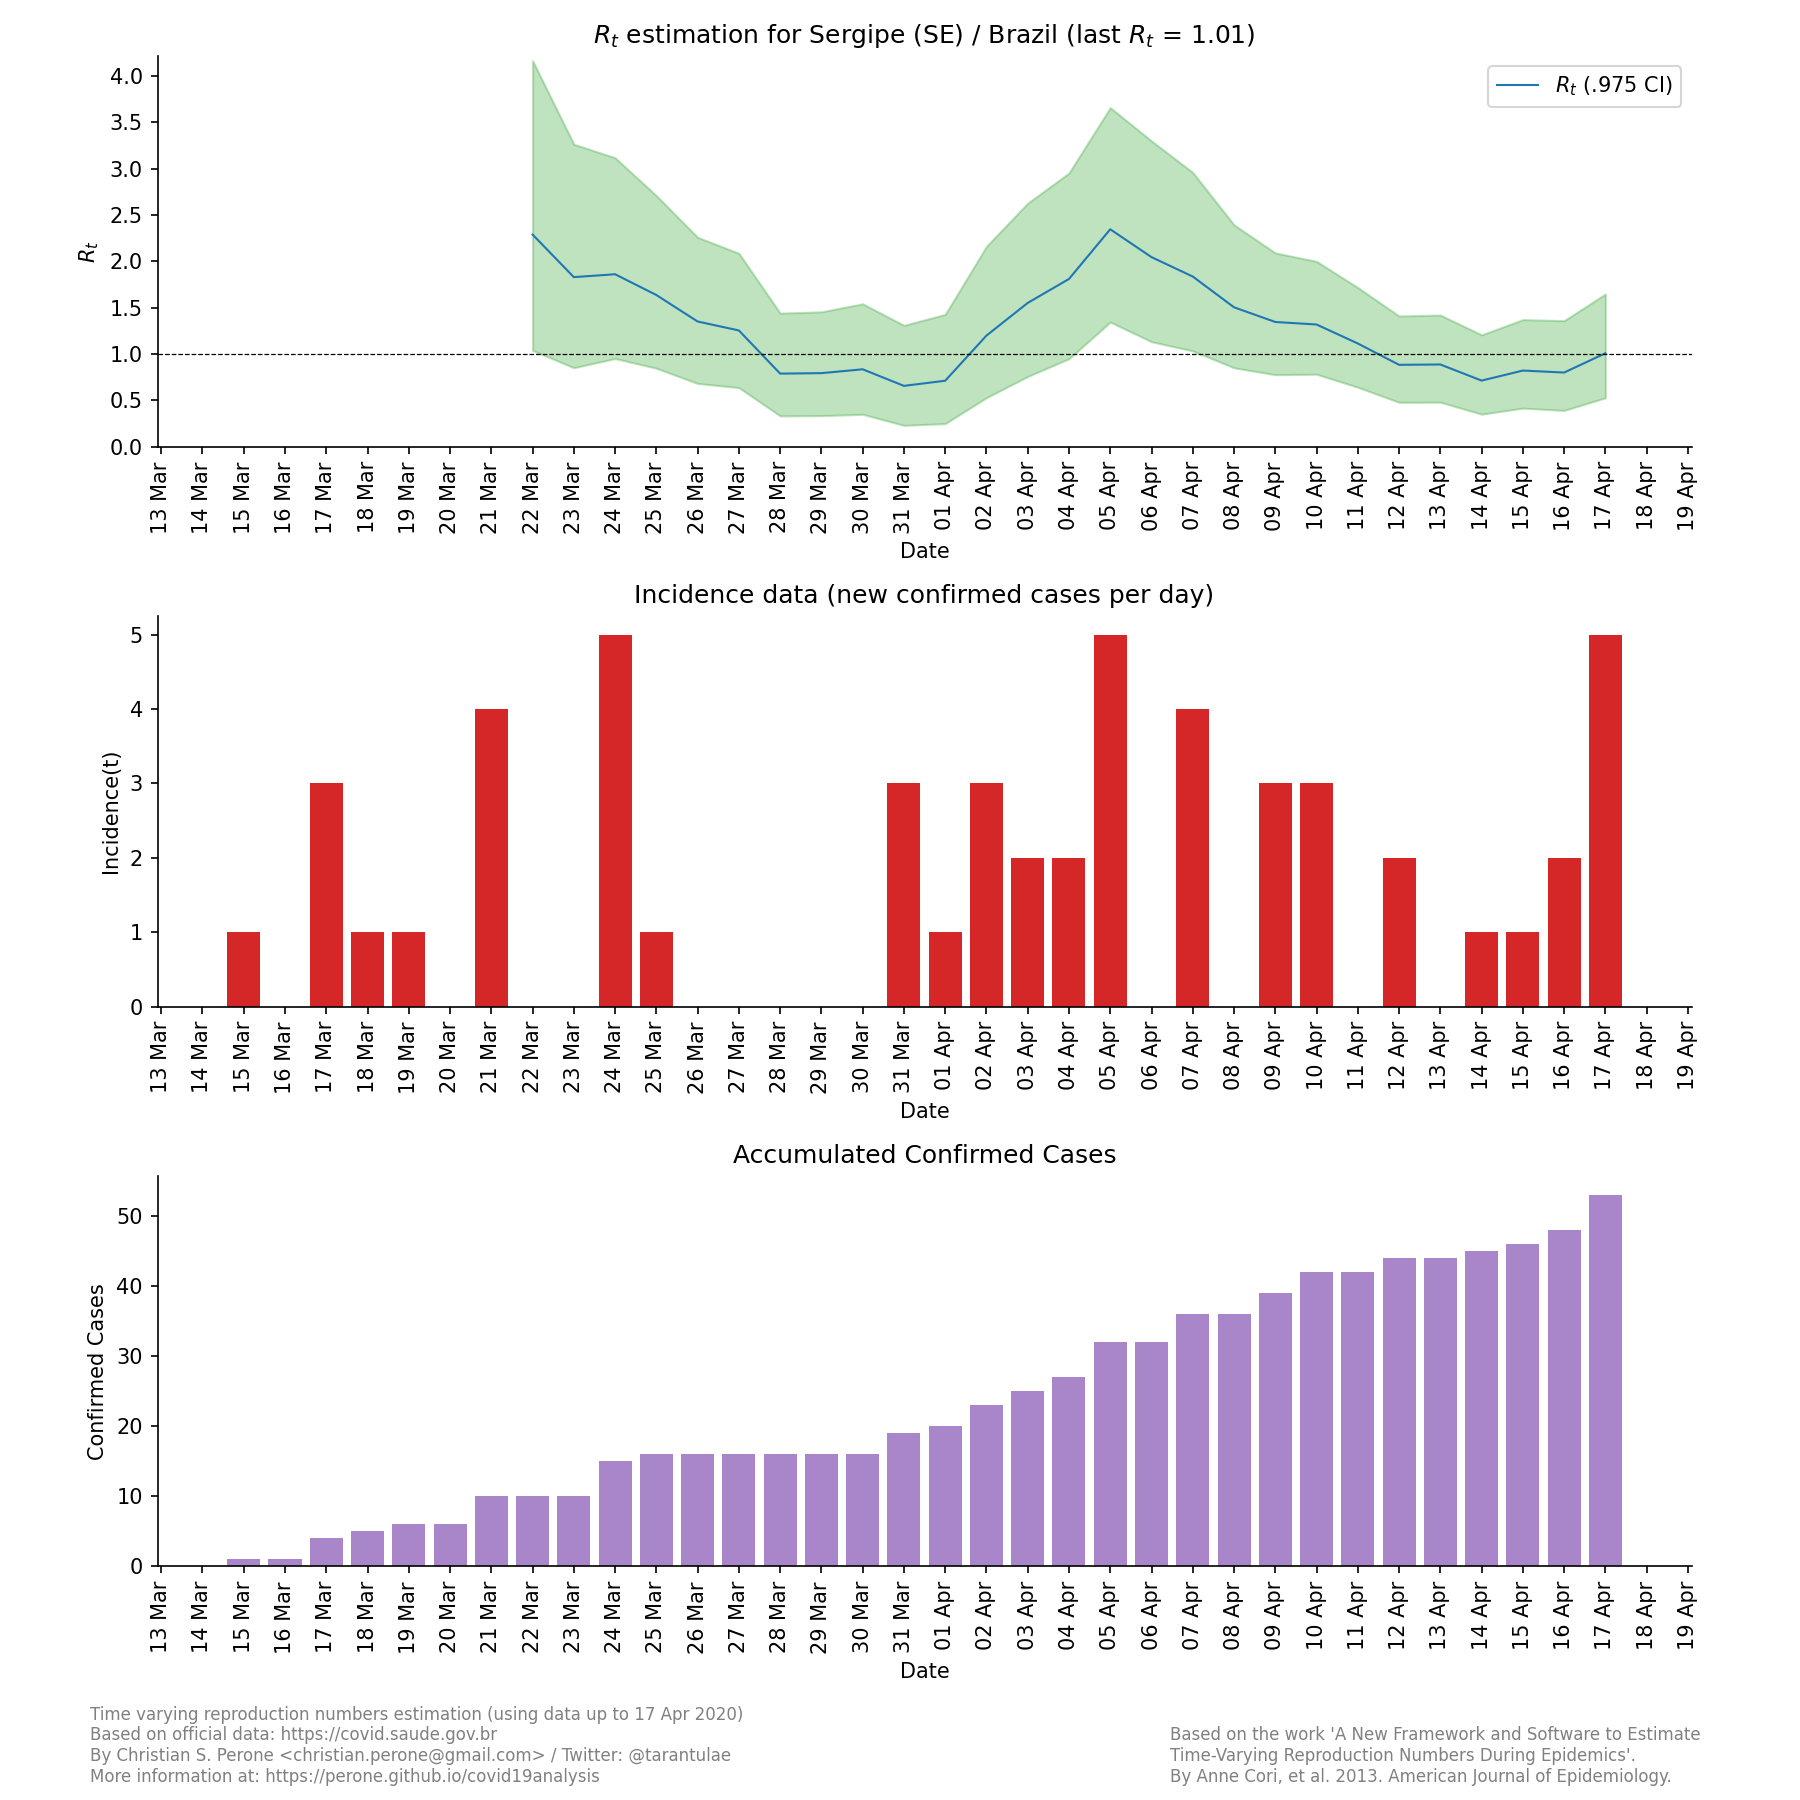 Rt estimation for Sergipe (SE) / Brazil (last Rt = 1.01)
Rt (.975 CI)
4.0
3.5
3.0
2.5
2.0
1.5
1.0
0.5
0.0
Rt
13 Mar 14 Mar 15 Mar 16 Mar 17 Mar 18 Mar 19 Mar 20 Mar 21 Mar 22 Mar 23 Mar 24 Mar 25 Mar 26 Mar 27 Mar 28 Mar 29 Mar 30 Mar 31 Mar 01 Apr 02 Apr 03 Apr 04 Apr 05 Apr 06 Apr 07 Apr 08 Apr 09 Apr 10 Apr 11 Apr 12 Apr 13 Apr 14 Apr 15 Apr 16 Apr 17 Apr 18 Apr 19 Apr
Date
Incidence data (new confirmed cases per day)
5
4
3
2
1
0
Incidence(t)
13 Mar 14 Mar 15 Mar 16 Mar 17 Mar 18 Mar 19 Mar 20 Mar 21 Mar 22 Mar 23 Mar 24 Mar 25 Mar 26 Mar 27 Mar 28 Mar 29 Mar 30 Mar 31 Mar 01 Apr 02 Apr 03 Apr 04 Apr 05 Apr 06 Apr 07 Apr 08 Apr 09 Apr 10 Apr 11 Apr 12 Apr 13 Apr 14 Apr 15 Apr 16 Apr 17 Apr 18 Apr 19 Apr
Date
Accumulated Confirmed Cases
50
40
30
20
10
0
Confirmed Cases
13 Mar 14 Mar 15 Mar 16 Mar 17 Mar 18 Mar 19 Mar 20 Mar 21 Mar 22 Mar 23 Mar 24 Mar 25 Mar 26 Mar 27 Mar 28 Mar 29 Mar 30 Mar 31 Mar 01 Apr 02 Apr 03 Apr 04 Apr 05 Apr 06 Apr 07 Apr 08 Apr 09 Apr 10 Apr 11 Apr 12 Apr 13 Apr 14 Apr 15 Apr 16 Apr 17 Apr 18 Apr 19 Apr
Date
Time varying reproduction numbers estimation (using data up to 17 Apr 2020)
Based on official data: https://covid.saude.gov.br
By Christian S. Perone <christian.perone@gmail.com> / Twitter: @tarantulae
More information at: https://perone.github.io/covid19analysis
Based on the work 'A New Framework and Software to Estimate
Time-Varying Reproduction Numbers During Epidemics'.
By Anne Cori, et al. 2013. American Journal of Epidemiology.